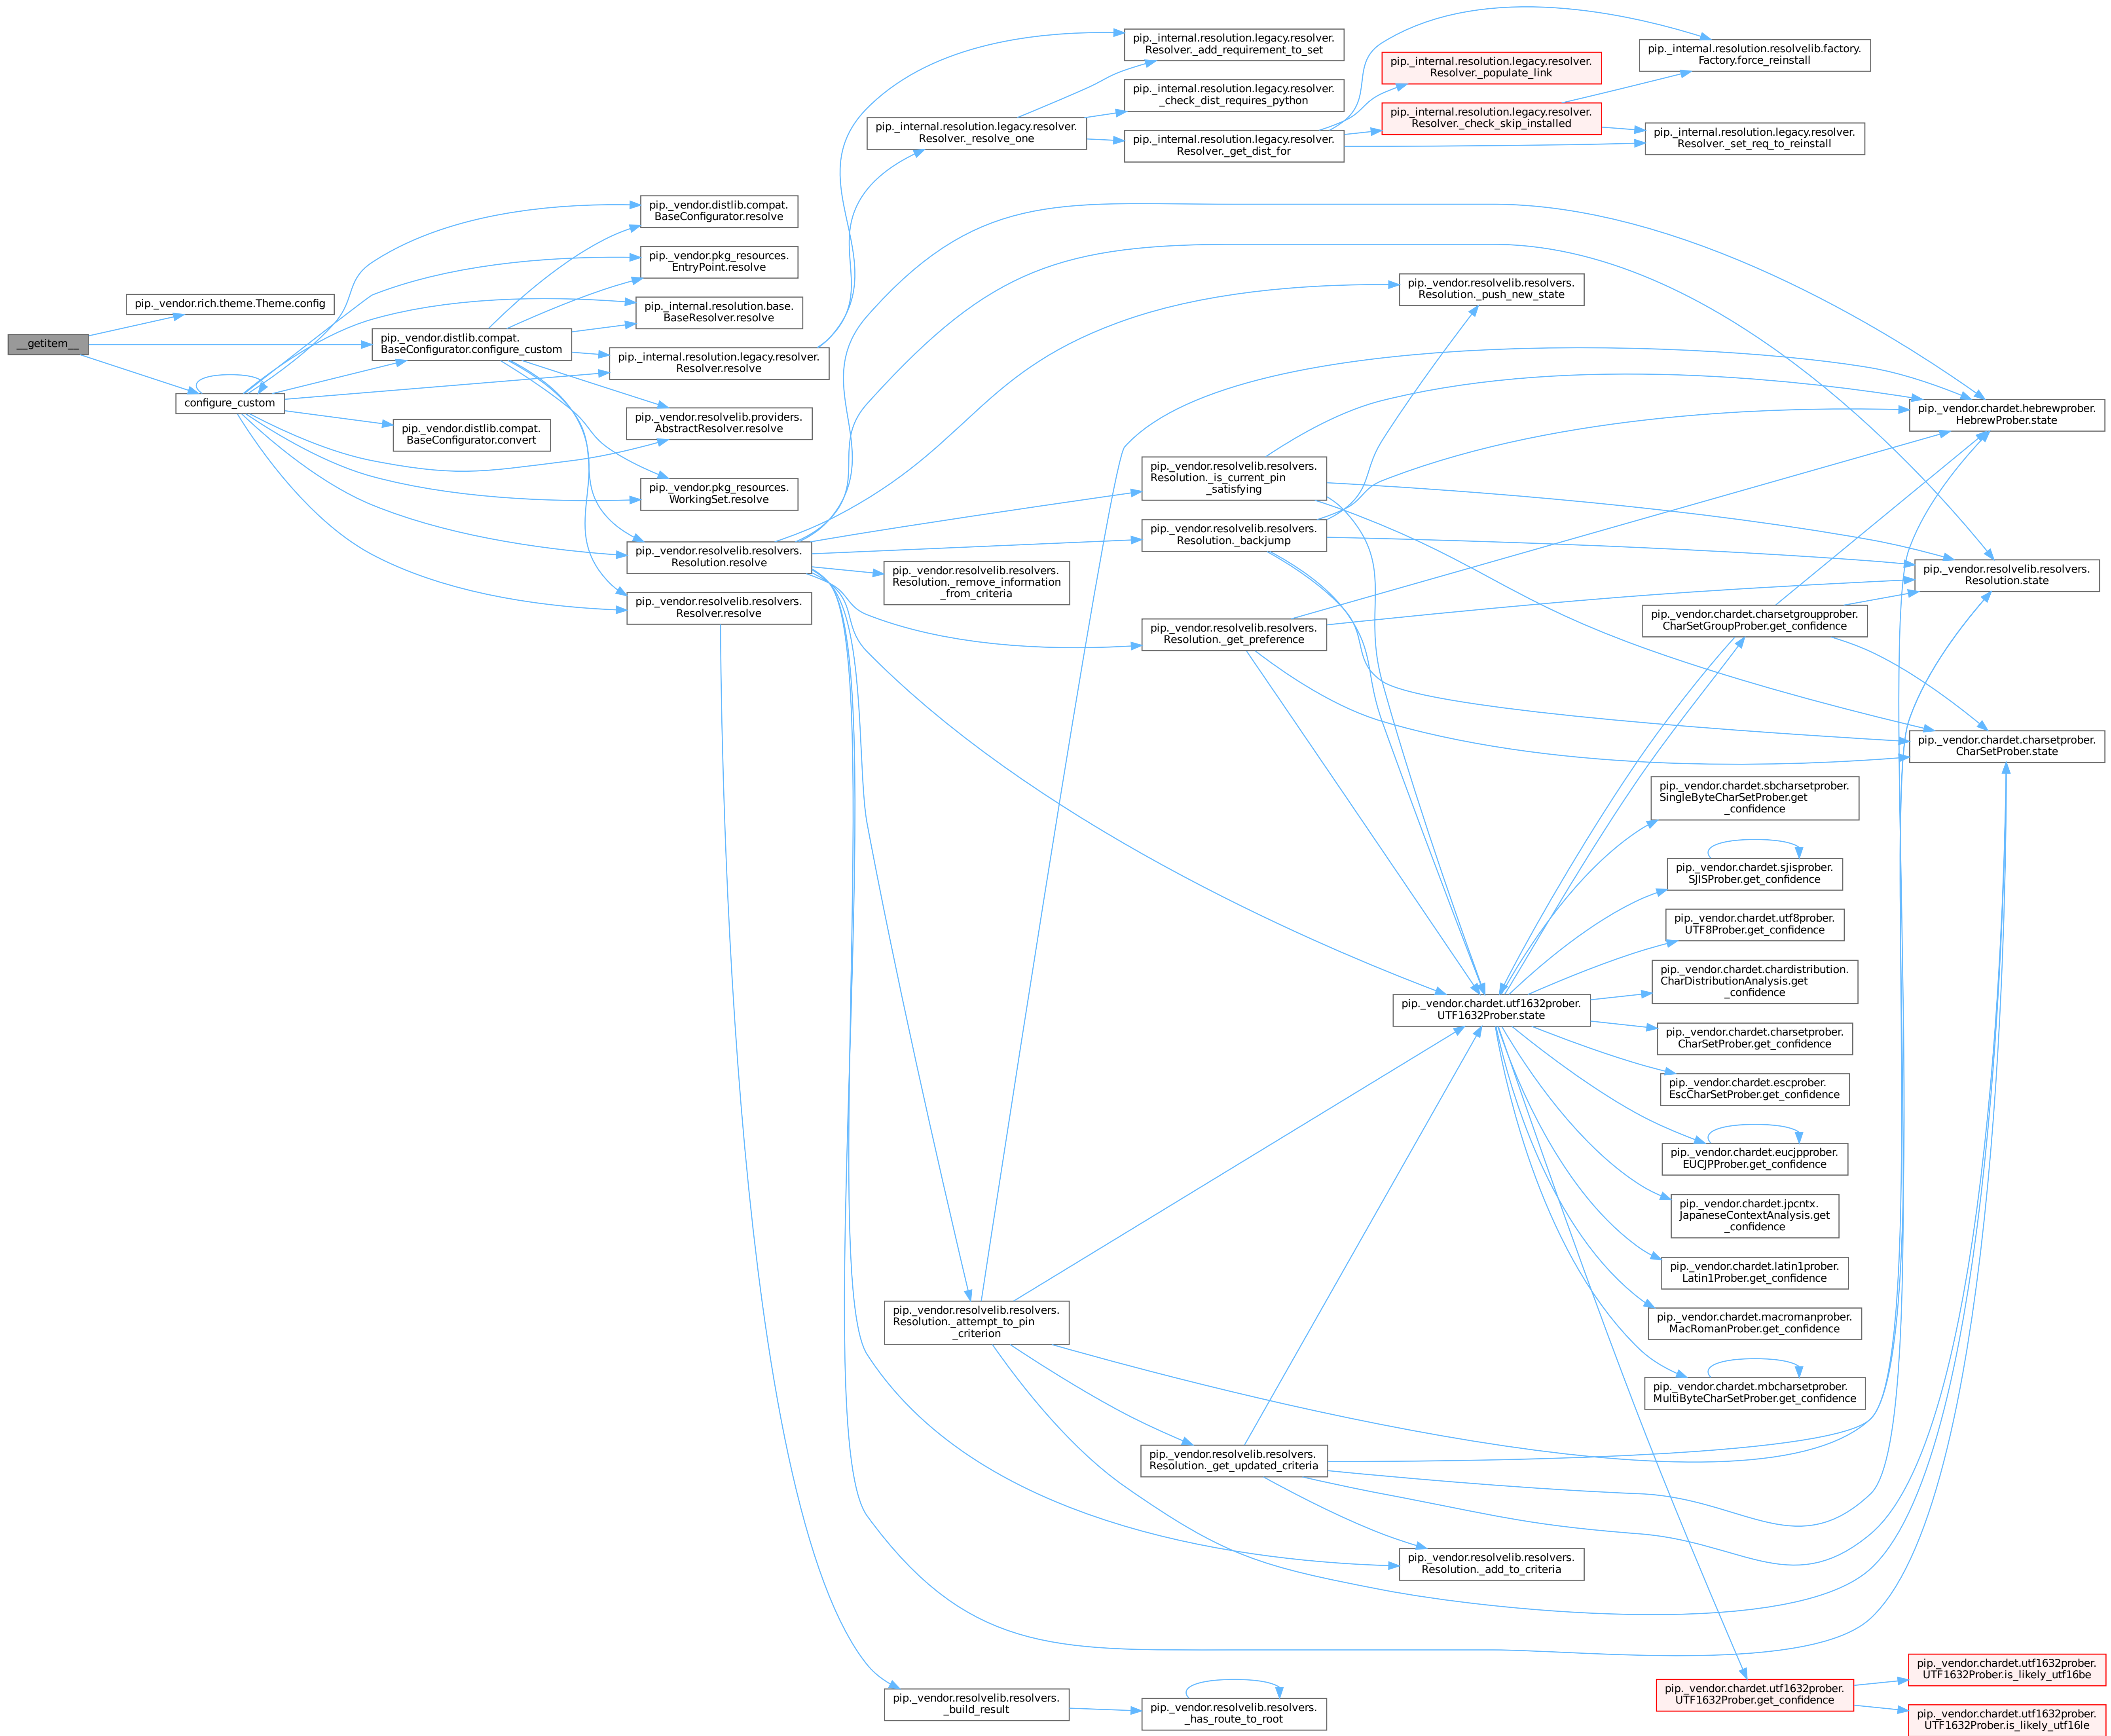 __getitem__
pip._vendor.rich.theme.Theme.config
pip._vendor.distlib.compat.
BaseConfigurator.configure_custom
configure_custom
pip._vendor.distlib.compat.
BaseConfigurator.convert
pip._vendor.distlib.compat.
BaseConfigurator.resolve
pip._vendor.pkg_resources.
EntryPoint.resolve
pip._internal.resolution.base.
BaseResolver.resolve
pip._internal.resolution.legacy.resolver.
Resolver.resolve
pip._vendor.resolvelib.providers.
AbstractResolver.resolve
pip._vendor.pkg_resources.
WorkingSet.resolve
pip._vendor.resolvelib.resolvers.
Resolution.resolve
pip._vendor.resolvelib.resolvers.
Resolver.resolve
pip._internal.resolution.legacy.resolver.
Resolver._resolve_one
pip._vendor.resolvelib.resolvers.
Resolution._remove_information
_from_criteria
pip._vendor.resolvelib.resolvers.
Resolution._attempt_to_pin
_criterion
pip._vendor.resolvelib.resolvers.
_build_result
pip._internal.resolution.legacy.resolver.
Resolver._add_requirement_to_set
pip._internal.resolution.legacy.resolver.
_check_dist_requires_python
pip._internal.resolution.legacy.resolver.
Resolver._get_dist_for
pip._vendor.resolvelib.resolvers.
Resolution._is_current_pin
_satisfying
pip._vendor.resolvelib.resolvers.
Resolution._backjump
pip._vendor.resolvelib.resolvers.
Resolution._get_preference
pip._vendor.resolvelib.resolvers.
Resolution._get_updated_criteria
pip._vendor.resolvelib.resolvers.
_has_route_to_root
pip._internal.resolution.legacy.resolver.
Resolver._populate_link
pip._internal.resolution.legacy.resolver.
Resolver._check_skip_installed
pip._vendor.resolvelib.resolvers.
Resolution._push_new_state
pip._vendor.chardet.utf1632prober.
UTF1632Prober.state
pip._vendor.resolvelib.resolvers.
Resolution._add_to_criteria
pip._internal.resolution.resolvelib.factory.
Factory.force_reinstall
pip._internal.resolution.legacy.resolver.
Resolver._set_req_to_reinstall
pip._vendor.chardet.charsetgroupprober.
CharSetGroupProber.get_confidence
pip._vendor.chardet.sbcharsetprober.
SingleByteCharSetProber.get
_confidence
pip._vendor.chardet.sjisprober.
SJISProber.get_confidence
pip._vendor.chardet.utf8prober.
UTF8Prober.get_confidence
pip._vendor.chardet.chardistribution.
CharDistributionAnalysis.get
_confidence
pip._vendor.chardet.charsetprober.
CharSetProber.get_confidence
pip._vendor.chardet.escprober.
EscCharSetProber.get_confidence
pip._vendor.chardet.eucjpprober.
EUCJPProber.get_confidence
pip._vendor.chardet.jpcntx.
JapaneseContextAnalysis.get
_confidence
pip._vendor.chardet.latin1prober.
Latin1Prober.get_confidence
pip._vendor.chardet.macromanprober.
MacRomanProber.get_confidence
pip._vendor.chardet.mbcharsetprober.
MultiByteCharSetProber.get_confidence
pip._vendor.chardet.utf1632prober.
UTF1632Prober.get_confidence
pip._vendor.chardet.hebrewprober.
HebrewProber.state
pip._vendor.resolvelib.resolvers.
Resolution.state
pip._vendor.chardet.charsetprober.
CharSetProber.state
pip._vendor.chardet.utf1632prober.
UTF1632Prober.is_likely_utf16be
pip._vendor.chardet.utf1632prober.
UTF1632Prober.is_likely_utf16le